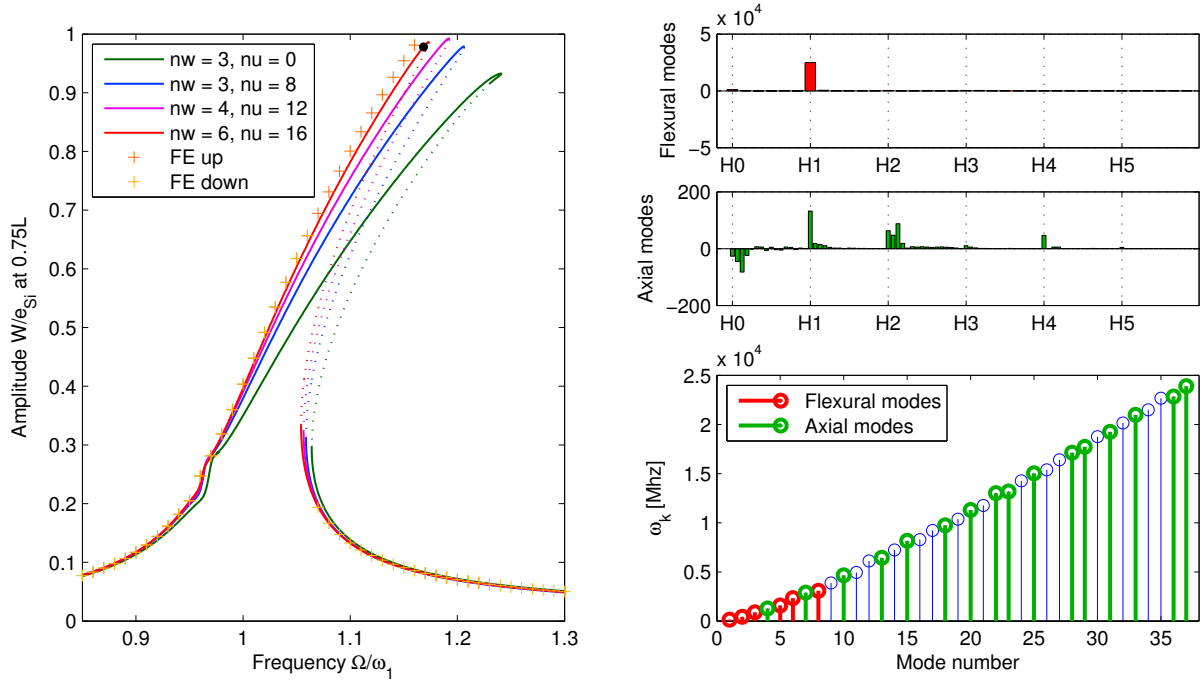 1
0.9
0.8
0.7
0.6
0.5
0.4
0.3
0.2
0.1
0
0.9 1 1.1 1.2 1.3
Amplitude W/e_Si at 0.75L
Frequency Ω/ω_1
nw = 3, nu = 0
nw = 3, nu = 8
nw = 4, nu = 12
nw = 6, nu = 16
FE up
FE down
x 10^4
5
0
−5
Flexural modes
H0 H1 H2 H3 H4 H5
200
0
−200
Axial modes
H0 H1 H2 H3 H4 H5
x 10^4
2.5
2
1.5
1
0.5
0
ω_k [Mhz]
Flexural modes
Axial modes
0 5 10 15 20 25 30 35
Mode number